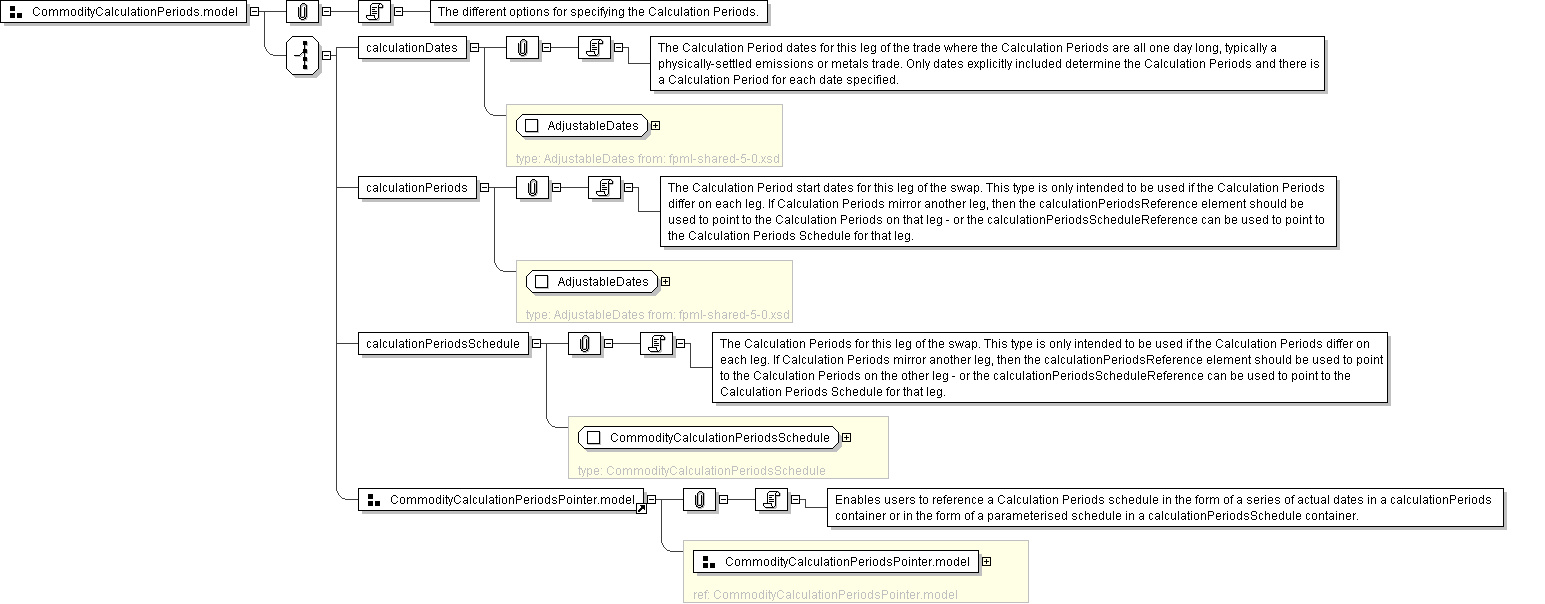 CommodityCalculationPeriods.model
The different options for specifying the Calculation Periods.
calculationDates
The Calculation Period dates for this leg of the trade where the Calculation Periods are all one day long, typically a
physically-settled emissions or metals trade. Only dates explicitly included determine the Calculation Periods and there is
a Calculation Period for each date specified.
AdjustableDates
type: AdjustableDates from: fpml-shared-5-0.xsd
calculationPeriods
The Calculation Period start dates for this leg of the swap. This type is only intended to be used if the Calculation Periods
differ on each leg. If Calculation Periods mirror another leg, then the calculationPeriodsReference element should be
used to point to the Calculation Periods on that leg - or the calculationPeriodsScheduleReference can be used to point to
the Calculation Periods Schedule for that leg.
AdjustableDates
type: AdjustableDates from: fpml-shared-5-0.xsd
calculationPeriodsSchedule
The Calculation Periods for this leg of the swap. This type is only intended to be used if the Calculation Periods differ on
each leg. If Calculation Periods mirror another leg, then the calculationPeriodsReference element should be used to point
to the Calculation Periods on the other leg - or the calculationPeriodsScheduleReference can be used to point to the
Calculation Periods Schedule for that leg.
CommodityCalculationPeriodsSchedule
type: CommodityCalculationPeriodsSchedule
CommodityCalculationPeriodsPointer.model
Enables users to reference a Calculation Periods schedule in the form of a series of actual dates in a calculationPeriods
container or in the form of a parameterised schedule in a calculationPeriodsSchedule container.
CommodityCalculationPeriodsPointer.model
ref: CommodityCalculationPeriodsPointer.model